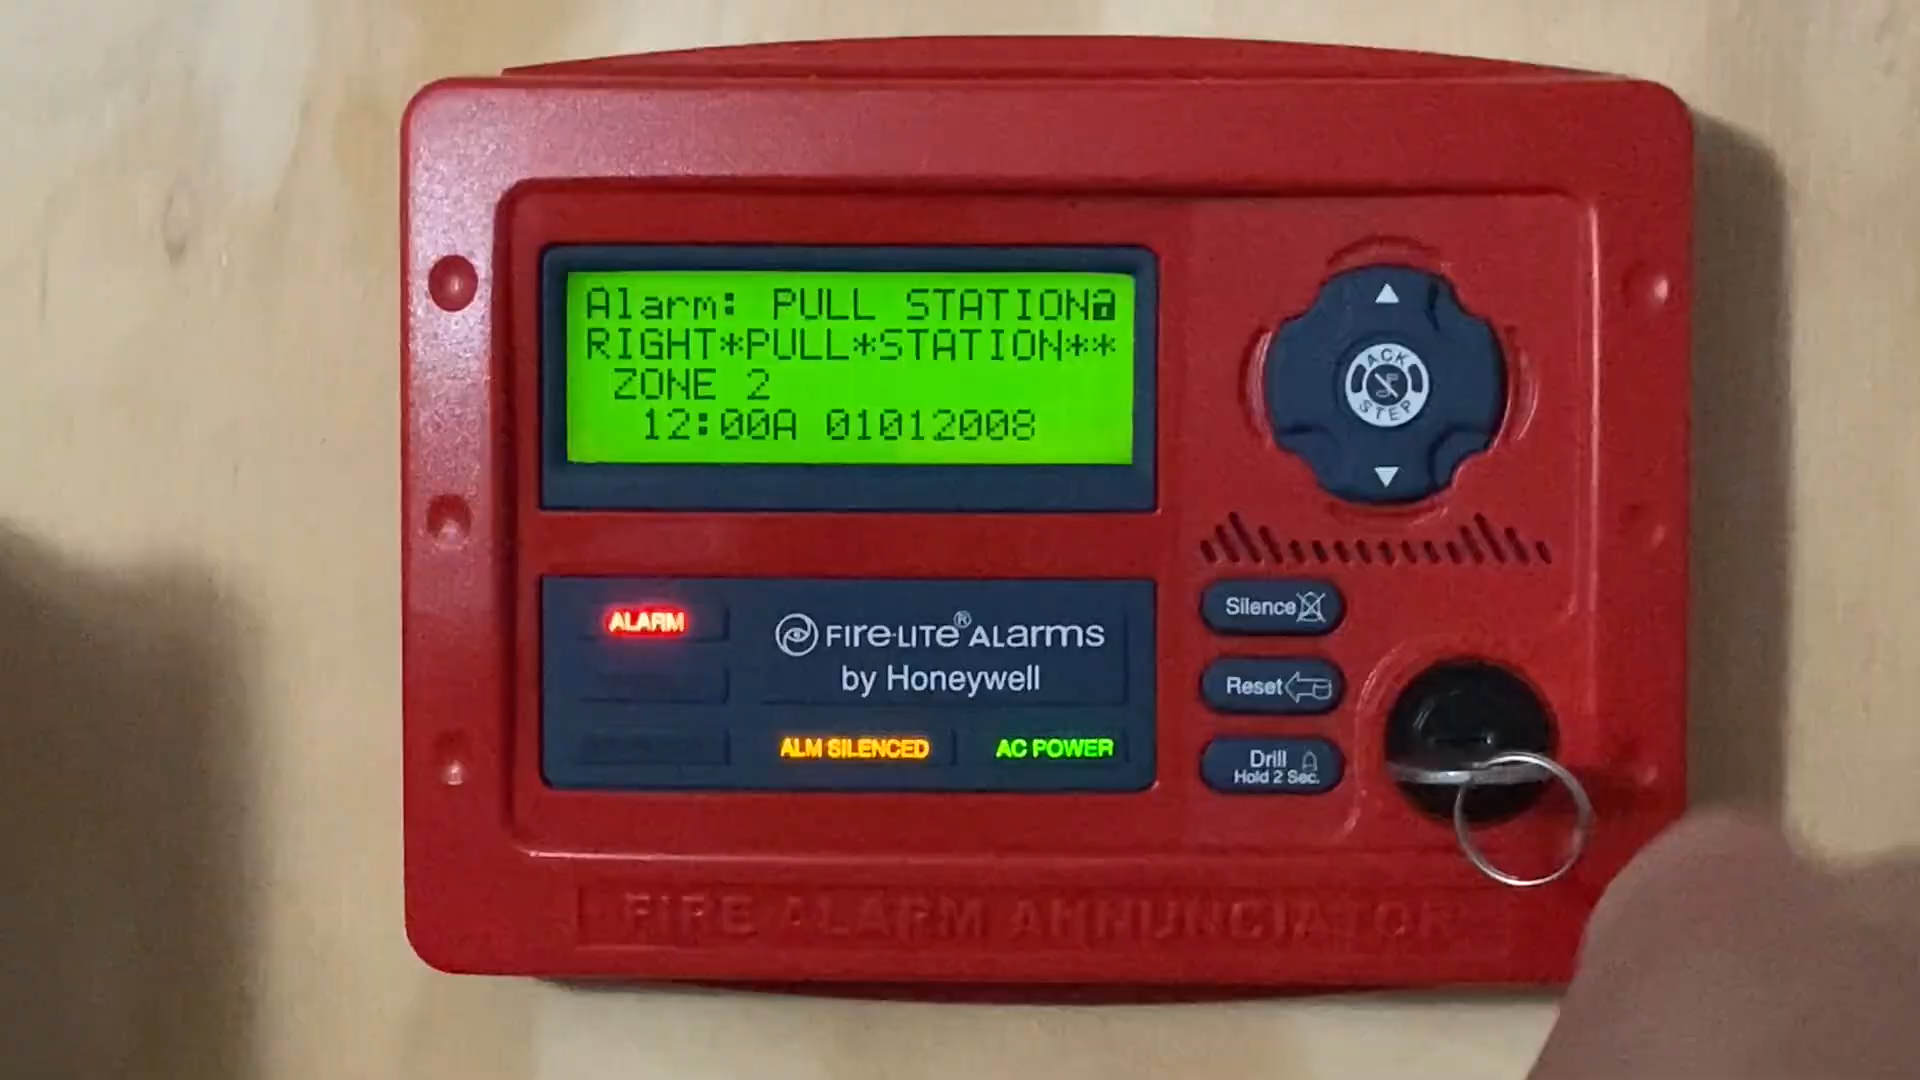 Alarm: PULL STATION
RIGHT*PULL*STATION**
ZONE 2
12:00A 01012008
ACK
STEP
ALARM
FIRE·LITE® ALARMS
by Honeywell
ALM SILENCED
AC POWER
Silence
Reset
Drill
Hold 2 Sec.
FIRE ALARM ANNUNCIATOR